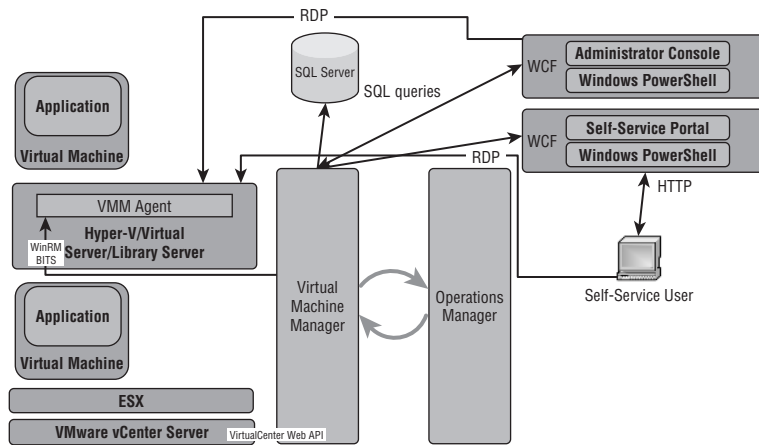 RDP
SQL Server
SQL queries
WCF
Administrator Console
Windows PowerShell
Application
Virtual Machine
WCF
Self-Service Portal
Windows PowerShell
RDP
HTTP
VMM Agent
Hyper-V/Virtual
Server/Library Server
WinRM
BITS
Virtual
Machine
Manager
Operations
Manager
Self-Service User
Application
Virtual Machine
ESX
VMware vCenter Server
VirtualCenter Web API